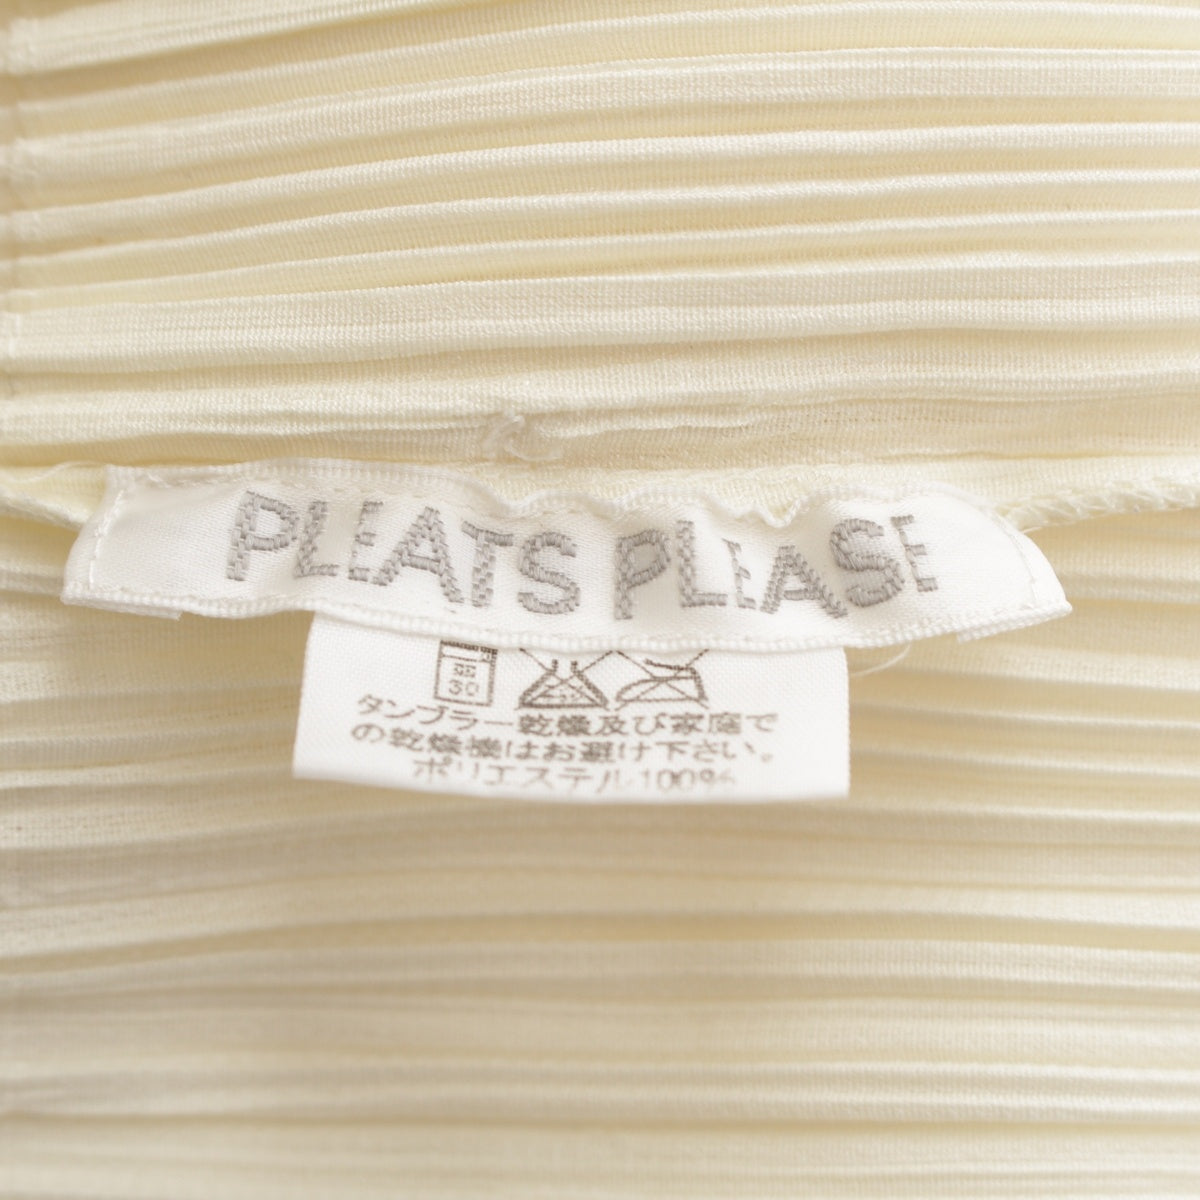 PLEATS PLEASE
30
タンブラー乾燥及び家庭で
の乾燥機はお避け下さい。
ポリエステル100%